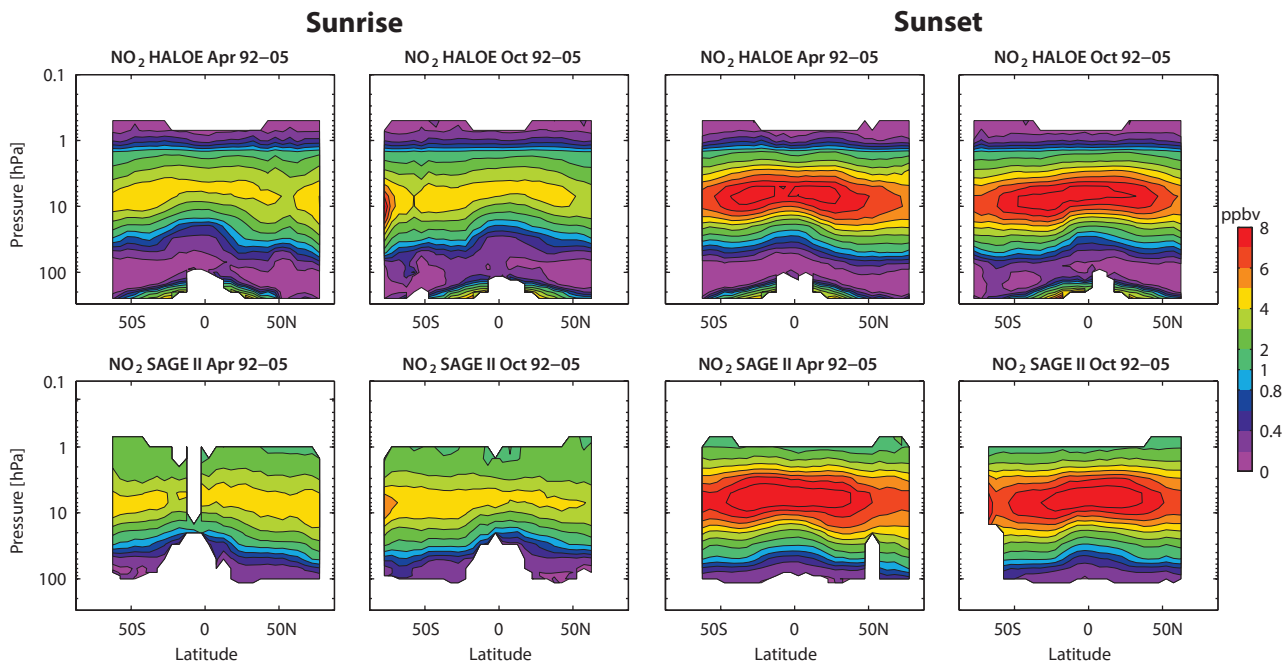 Sunrise
Sunset
NO₂ HALOE Apr 92–05
NO₂ HALOE Oct 92–05
NO₂ HALOE Apr 92–05
NO₂ HALOE Oct 92–05
Pressure [hPa]
0.1
1
10
100
50S 0 50N
50S 0 50N
50S 0 50N
50S 0 50N
ppbv
8
6
4
2
1
0.8
0.4
0
NO₂ SAGE II Apr 92–05
NO₂ SAGE II Oct 92–05
NO₂ SAGE II Apr 92–05
NO₂ SAGE II Oct 92–05
Pressure [hPa]
0.1
1
10
100
50S 0 50N
50S 0 50N
50S 0 50N
50S 0 50N
Latitude
Latitude
Latitude
Latitude